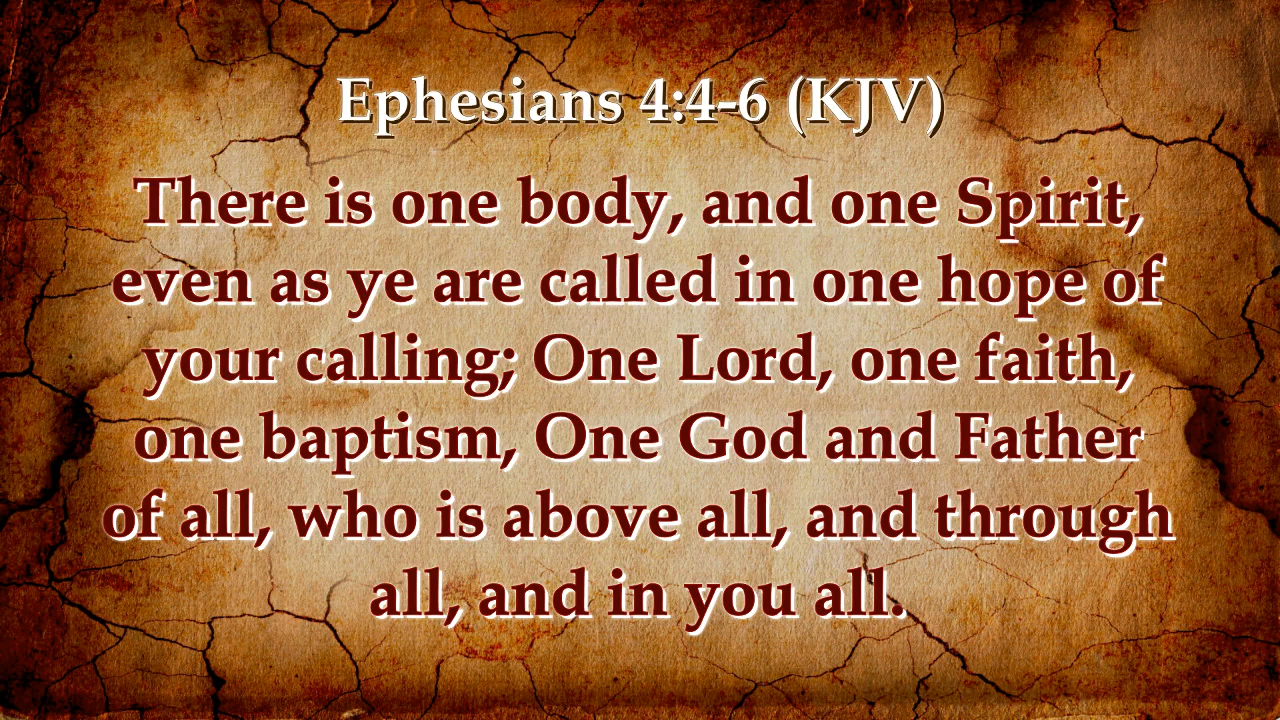 Ephesians 4:4-6 (KJV)
There is one body, and one Spirit,
even as ye are called in one hope of
your calling; One Lord, one faith,
one baptism, One God and Father
of all, who is above all, and through
all, and in you all.